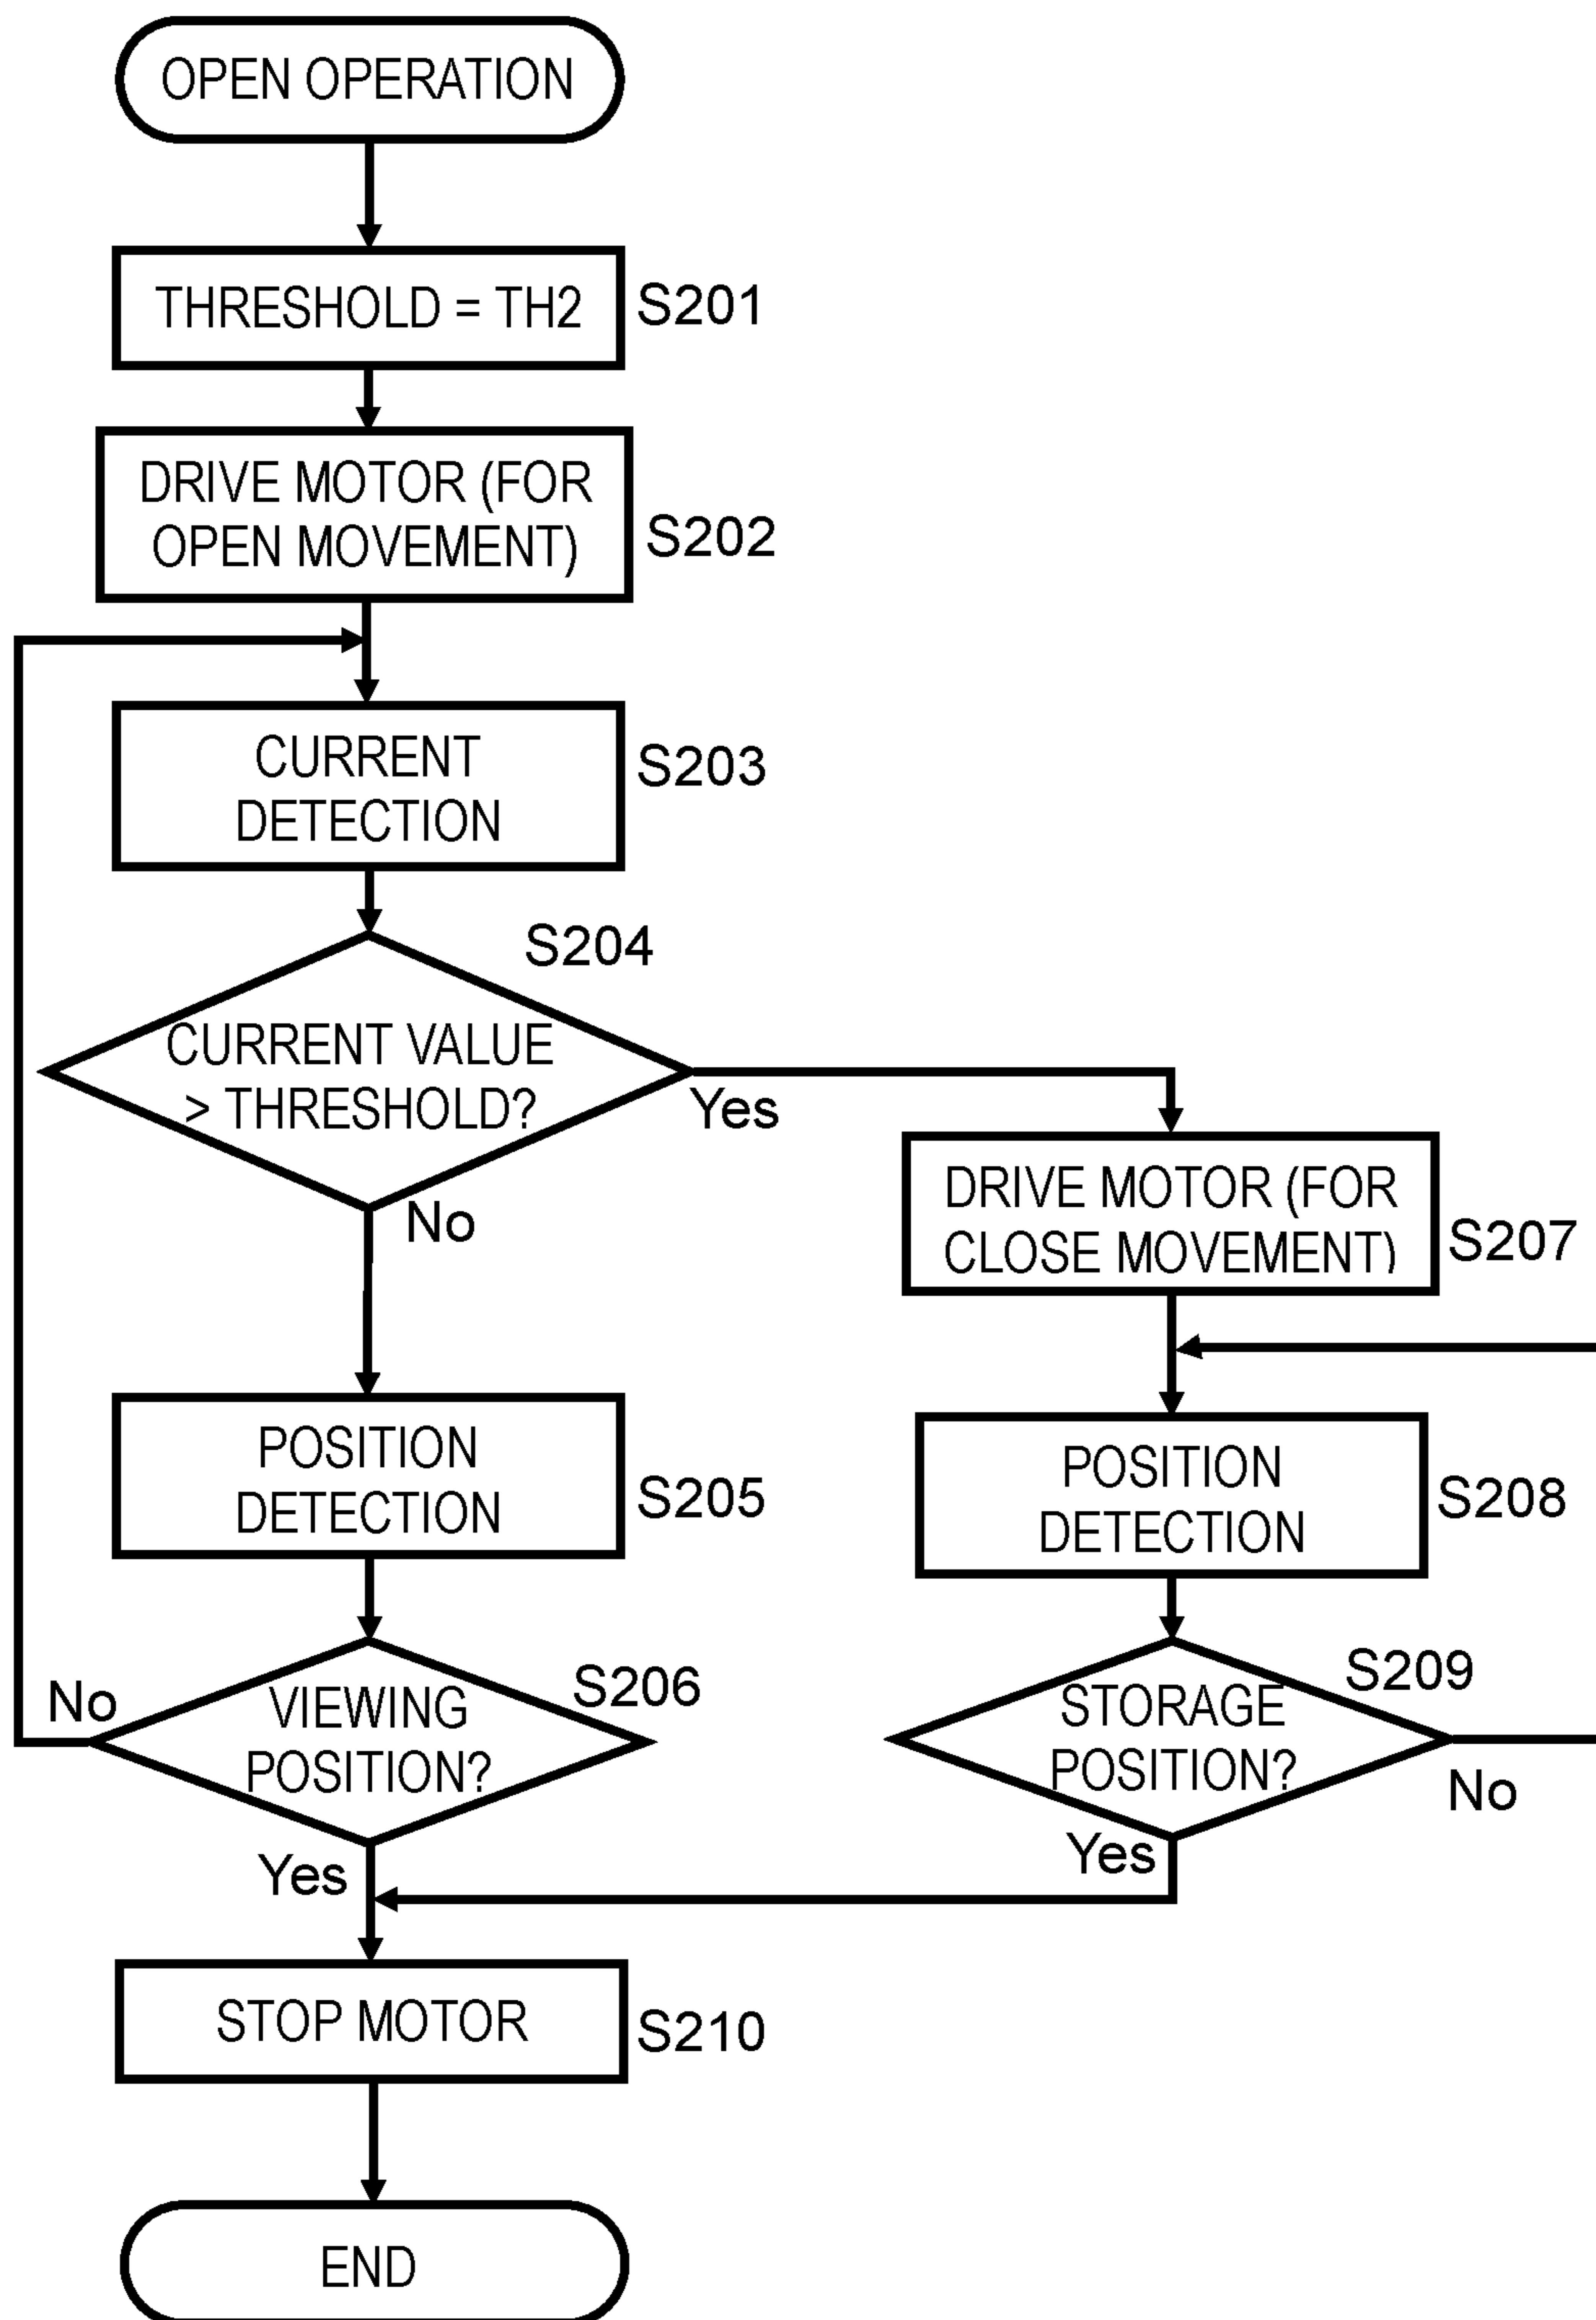 OPEN OPERATION
THRESHOLD = TH2
S201
DRIVE MOTOR (FOR
OPEN MOVEMENT)
S202
CURRENT
DETECTION
S203
S204
CURRENT VALUE
> THRESHOLD?
Yes
No
DRIVE MOTOR (FOR
CLOSE MOVEMENT)
S207
POSITION
DETECTION
S205
POSITION
DETECTION
S208
No
VIEWING
POSITION?
S206
Yes
STORAGE
POSITION?
S209
No
Yes
STOP MOTOR
S210
END